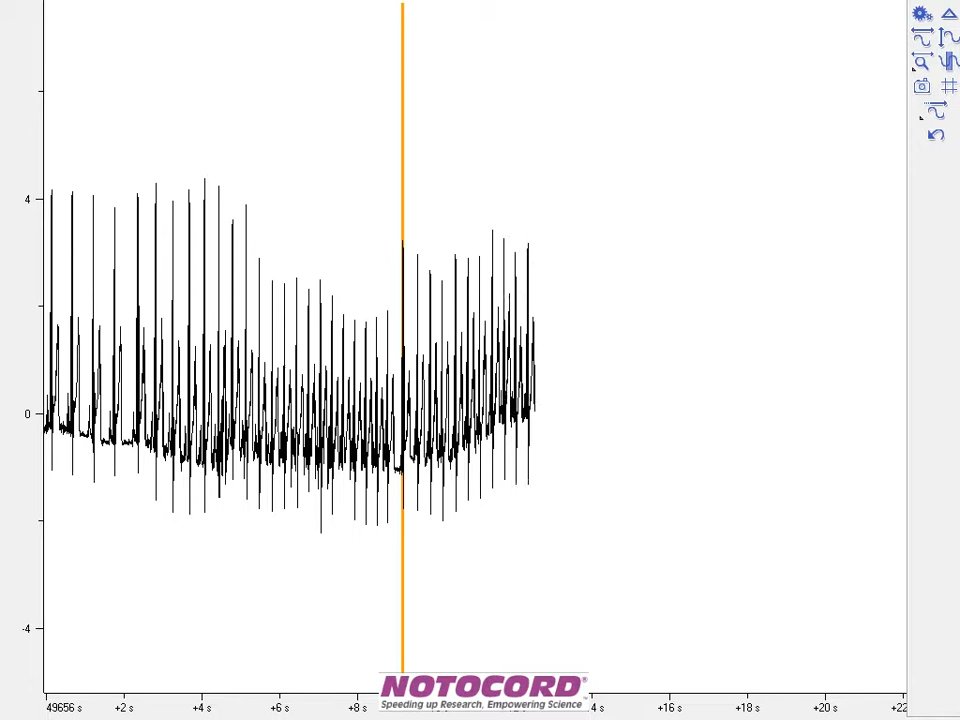 4
0
-4
49656 s +2 s +4 s +6 s +8 s 4 s +16 s +18 s +20 s +22
NOTOCORD®
Speeding up Research, Empowering Science